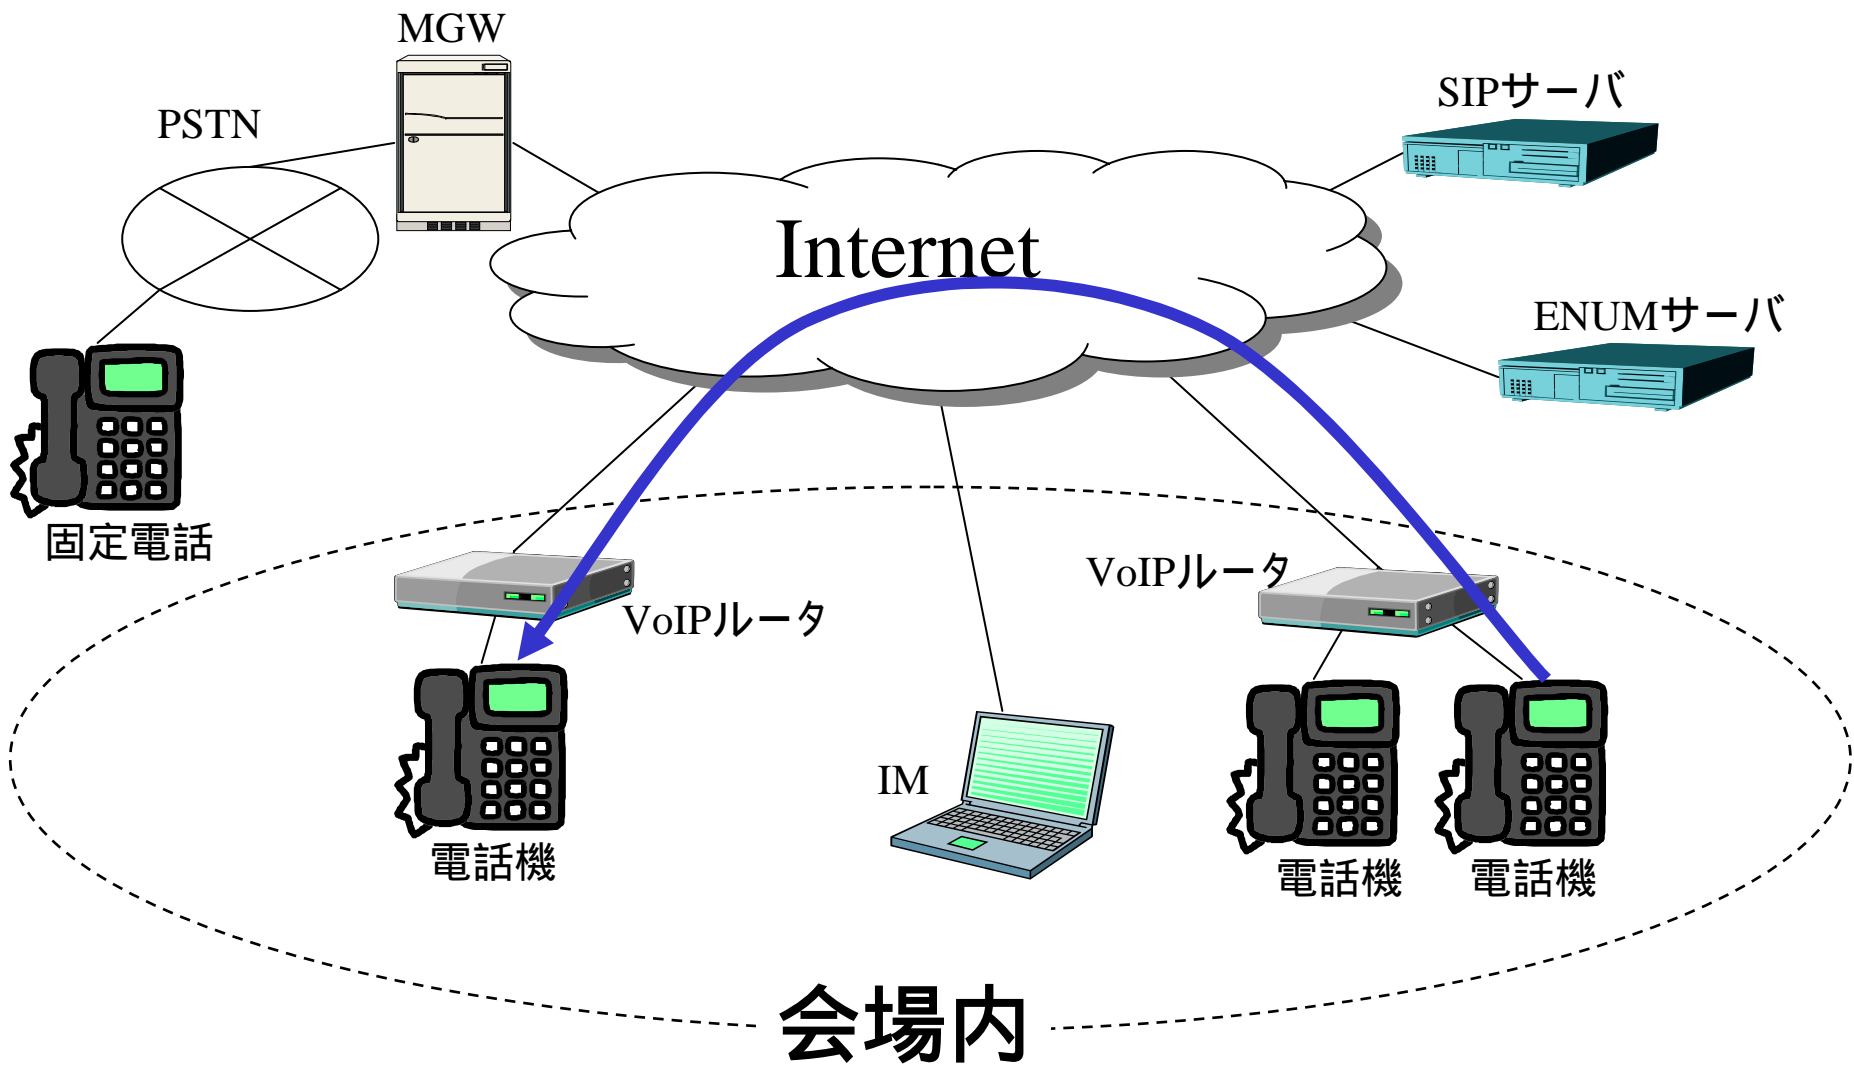 MGW
SIPサーバ
PSTN
Internet
ENUMサーバ
固定電話
VoIPルータ
VoIPルータ
IM
電話機
電話機
電話機
会場内